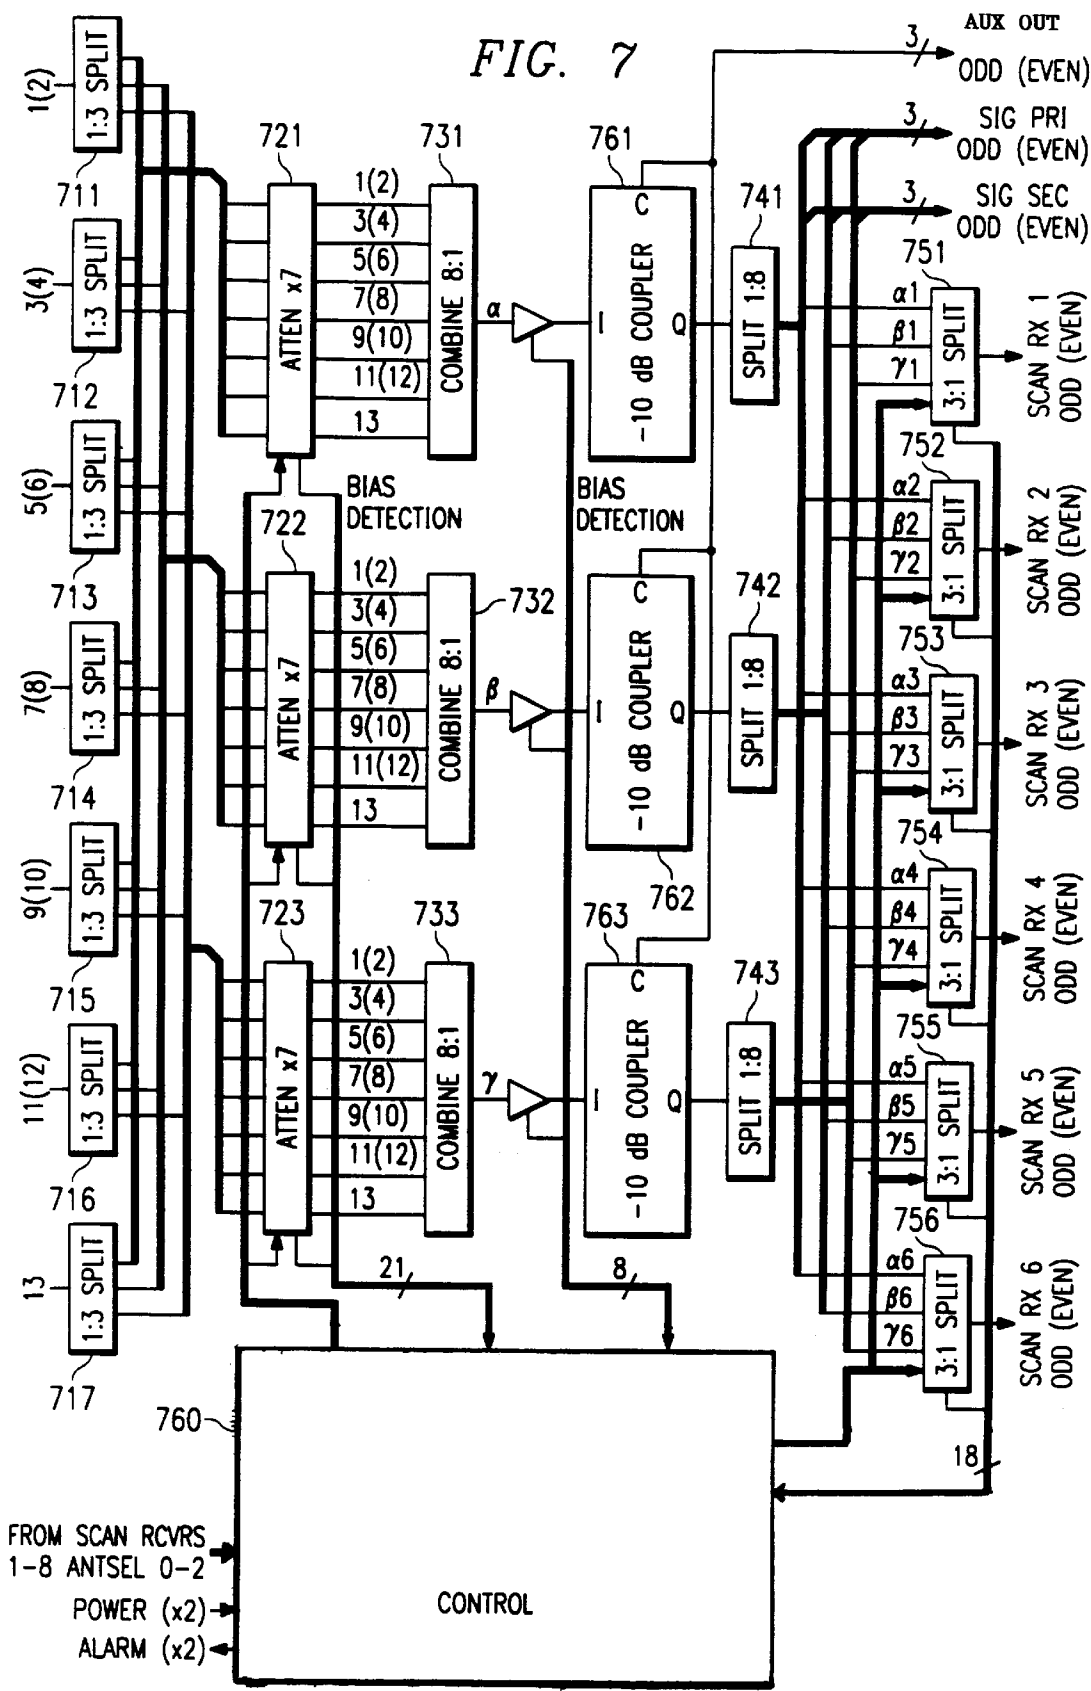 FIG. 7
AUX OUT
ODD (EVEN)
3
SIG PRI
ODD (EVEN)
3
SIG SEC
ODD (EVEN)
3
1(2)
1:3 SPLIT
711
3(4)
1:3 SPLIT
712
5(6)
1:3 SPLIT
713
7(8)
1:3 SPLIT
714
9(10)
1:3 SPLIT
715
11(12)
1:3 SPLIT
716
13
1:3 SPLIT
717
721
ATTEN x7
1(2)
3(4)
5(6)
7(8)
9(10)
11(12)
13
731
COMBINE 8:1
α
761
C
I
-10 dB COUPLER
Q
741
SPLIT 1:8
BIAS
DETECTION
BIAS
DETECTION
722
ATTEN x7
1(2)
3(4)
5(6)
7(8)
9(10)
11(12)
13
732
COMBINE 8:1
β
C
I
-10 dB COUPLER
Q
762
742
SPLIT 1:8
723
ATTEN x7
1(2)
3(4)
5(6)
7(8)
9(10)
11(12)
13
733
COMBINE 8:1
γ
763
C
I
-10 dB COUPLER
Q
743
SPLIT 1:8
751
α1
β1
γ1
3:1 SPLIT
SCAN RX 1
ODD (EVEN)
752
α2
β2
γ2
3:1 SPLIT
SCAN RX 2
ODD (EVEN)
753
α3
β3
γ3
3:1 SPLIT
SCAN RX 3
ODD (EVEN)
754
α4
β4
γ4
3:1 SPLIT
SCAN RX 4
ODD (EVEN)
755
α5
β5
γ5
3:1 SPLIT
SCAN RX 5
ODD (EVEN)
756
α6
β6
γ6
3:1 SPLIT
SCAN RX 6
ODD (EVEN)
21
8
18
760
FROM SCAN RCVRS
1-8 ANTSEL 0-2
POWER (x2)
ALARM (x2)
CONTROL